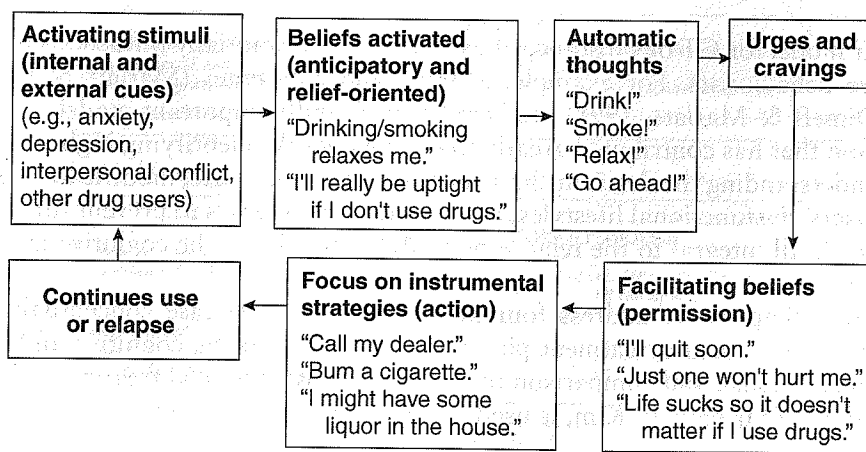 Activating stimuli
(internal and
external cues)
(e.g., anxiety,
depression,
interpersonal conflict,
other drug users)
Beliefs activated
(anticipatory and
relief-oriented)
“Drinking/smoking
relaxes me.”
“I'll really be uptight
if I don't use drugs.”
Automatic
thoughts
“Drink!”
“Smoke!”
“Relax!”
“Go ahead!”
Urges and
cravings
Facilitating beliefs
(permission)
“I'll quit soon.”
“Just one won't hurt me.”
“Life sucks so it doesn't
matter if I use drugs.”
Focus on instrumental
strategies (action)
“Call my dealer.”
“Bum a cigarette.”
“I might have some
liquor in the house.”
Continues use
or relapse